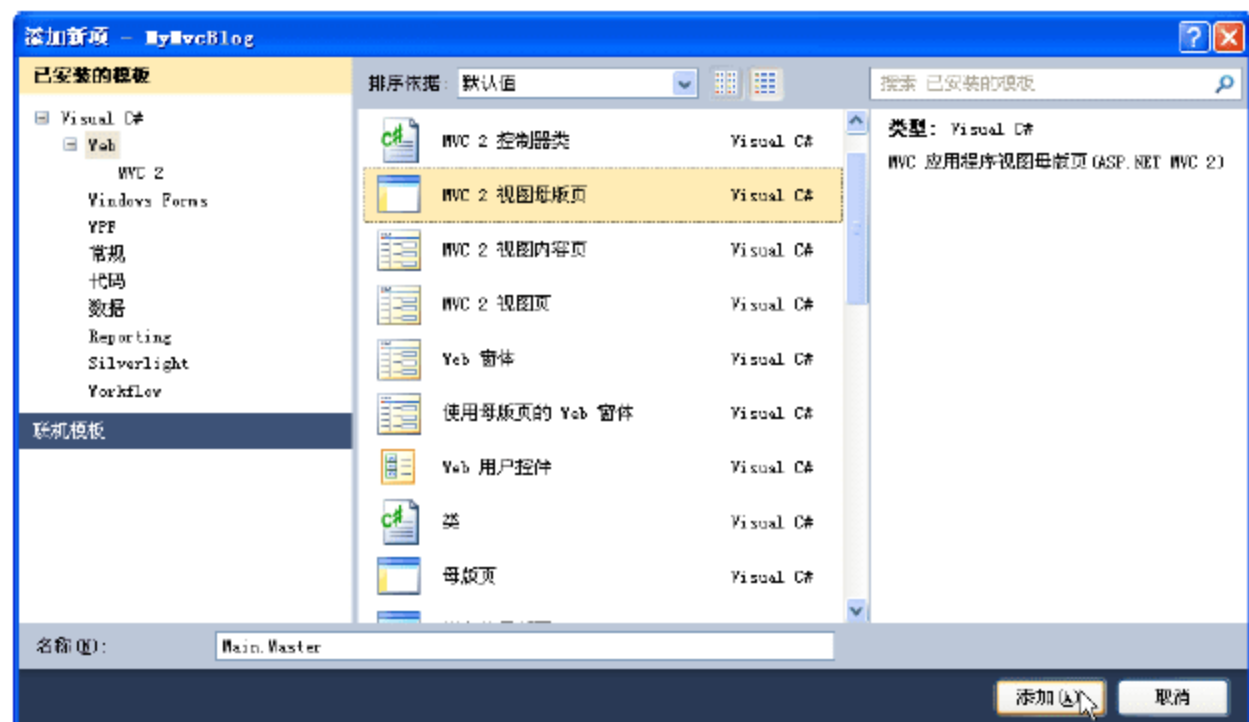 添加新项 - MyMvcBlog
已安装的模板
排序依据: 默认值
搜索 已安装的模板
Visual C#
Web
MVC 2
Windows Forms
WPF
常规
代码
数据
Reporting
Silverlight
Workflow
联机模板
MVC 2 控制器类 Visual C#
MVC 2 视图母版页 Visual C#
MVC 2 视图内容页 Visual C#
MVC 2 视图页 Visual C#
Web 窗体 Visual C#
使用母版页的 Web 窗体 Visual C#
Web 用户控件 Visual C#
类 Visual C#
母版页 Visual C#
类型: Visual C#
MVC 应用程序视图母版页(ASP.NET MVC 2)
名称(N): Main.Master
添加(A) 取消